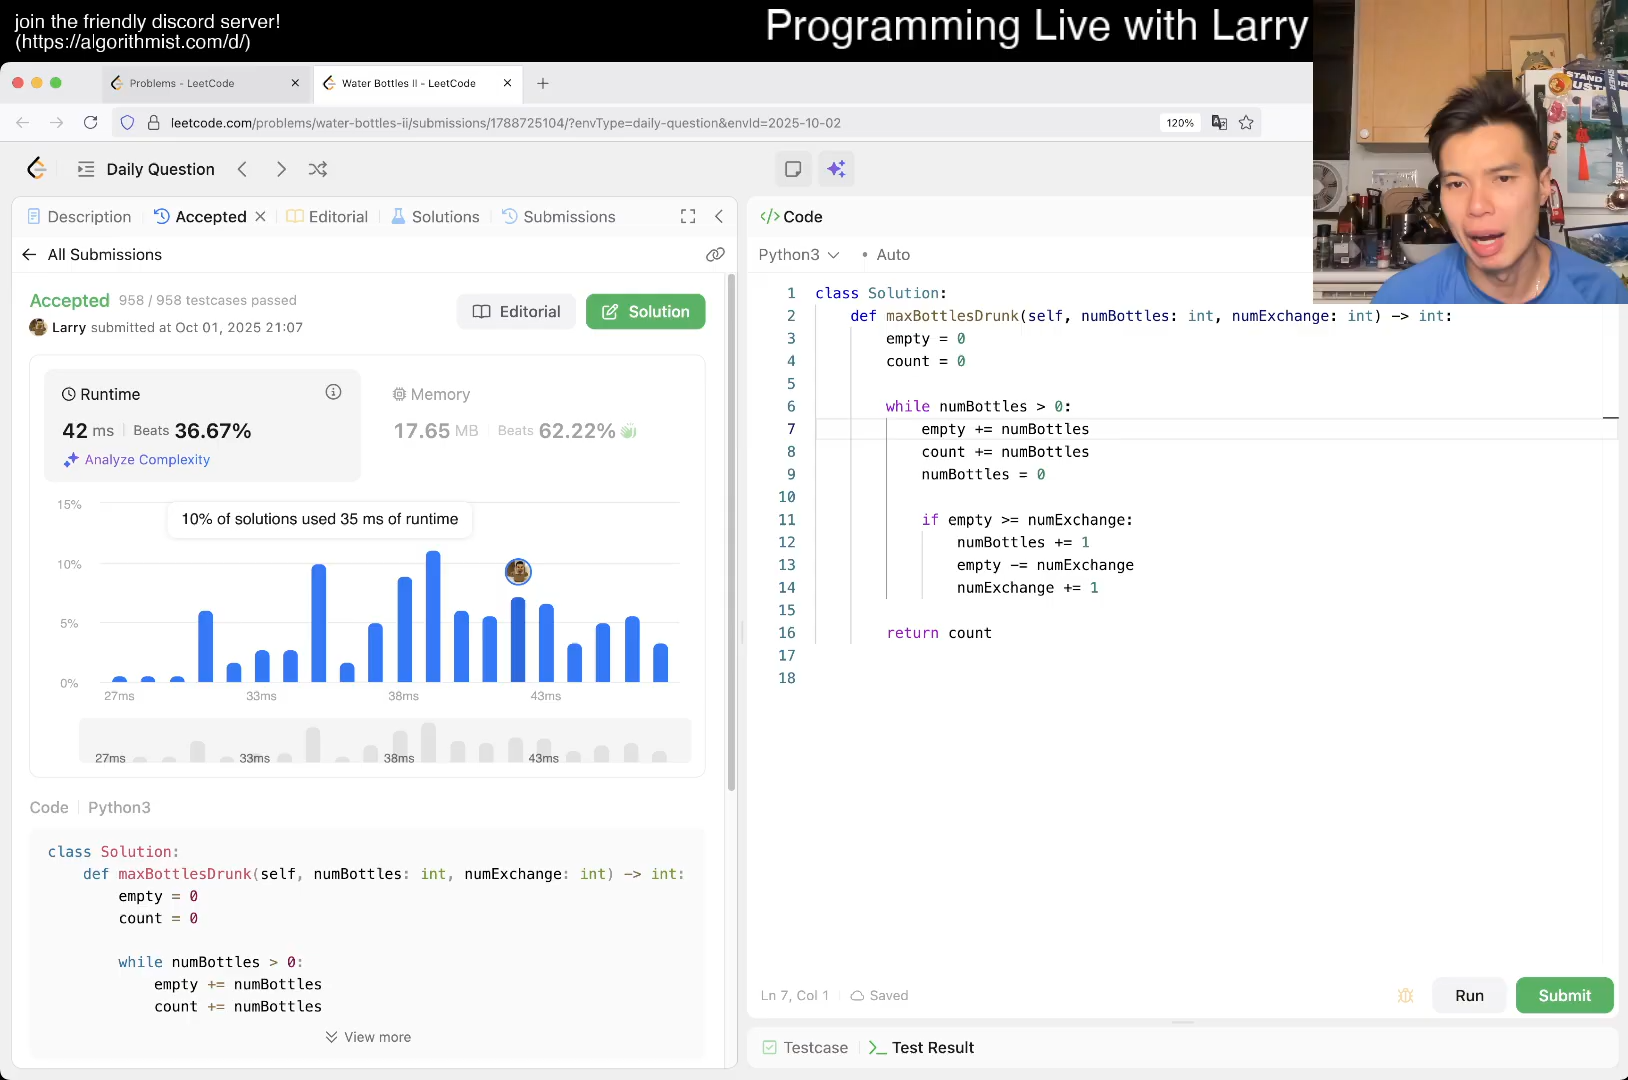 join the friendly discord server!
(https://algorithmist.com/d/)
Programming Live with Larry
Problems - LeetCode
Water Bottles II - LeetCode
leetcode.com/problems/water-bottles-ii/submissions/1788725104/?envType=daily-question&envId=2025-10-02
120%
Daily Question
Description
Accepted
Editorial
Solutions
Submissions
All Submissions
Accepted 958 / 958 testcases passed
Larry submitted at Oct 01, 2025 21:07
Editorial
Solution
Runtime
42 ms | Beats 36.67%
Analyze Complexity
Memory
17.65 MB | Beats 62.22%
15%
10% of solutions used 35 ms of runtime
10%
5%
0%
27ms 33ms 38ms 43ms
27ms 33ms 38ms 43ms
Code | Python3
class Solution:
    def maxBottlesDrunk(self, numBottles: int, numExchange: int) -> int:
        empty = 0
        count = 0
        while numBottles > 0:
            empty += numBottles
            count += numBottles
View more
</> Code
Python3 • Auto
1 class Solution:
2     def maxBottlesDrunk(self, numBottles: int, numExchange: int) -> int:
3         empty = 0
4         count = 0
5
6         while numBottles > 0:
7             empty += numBottles
8             count += numBottles
9             numBottles = 0
10
11             if empty >= numExchange:
12                 numBottles += 1
13                 empty -= numExchange
14                 numExchange += 1
15
16         return count
17
18
Ln 7, Col 1 | Saved
Run
Submit
Testcase
Test Result
STAND